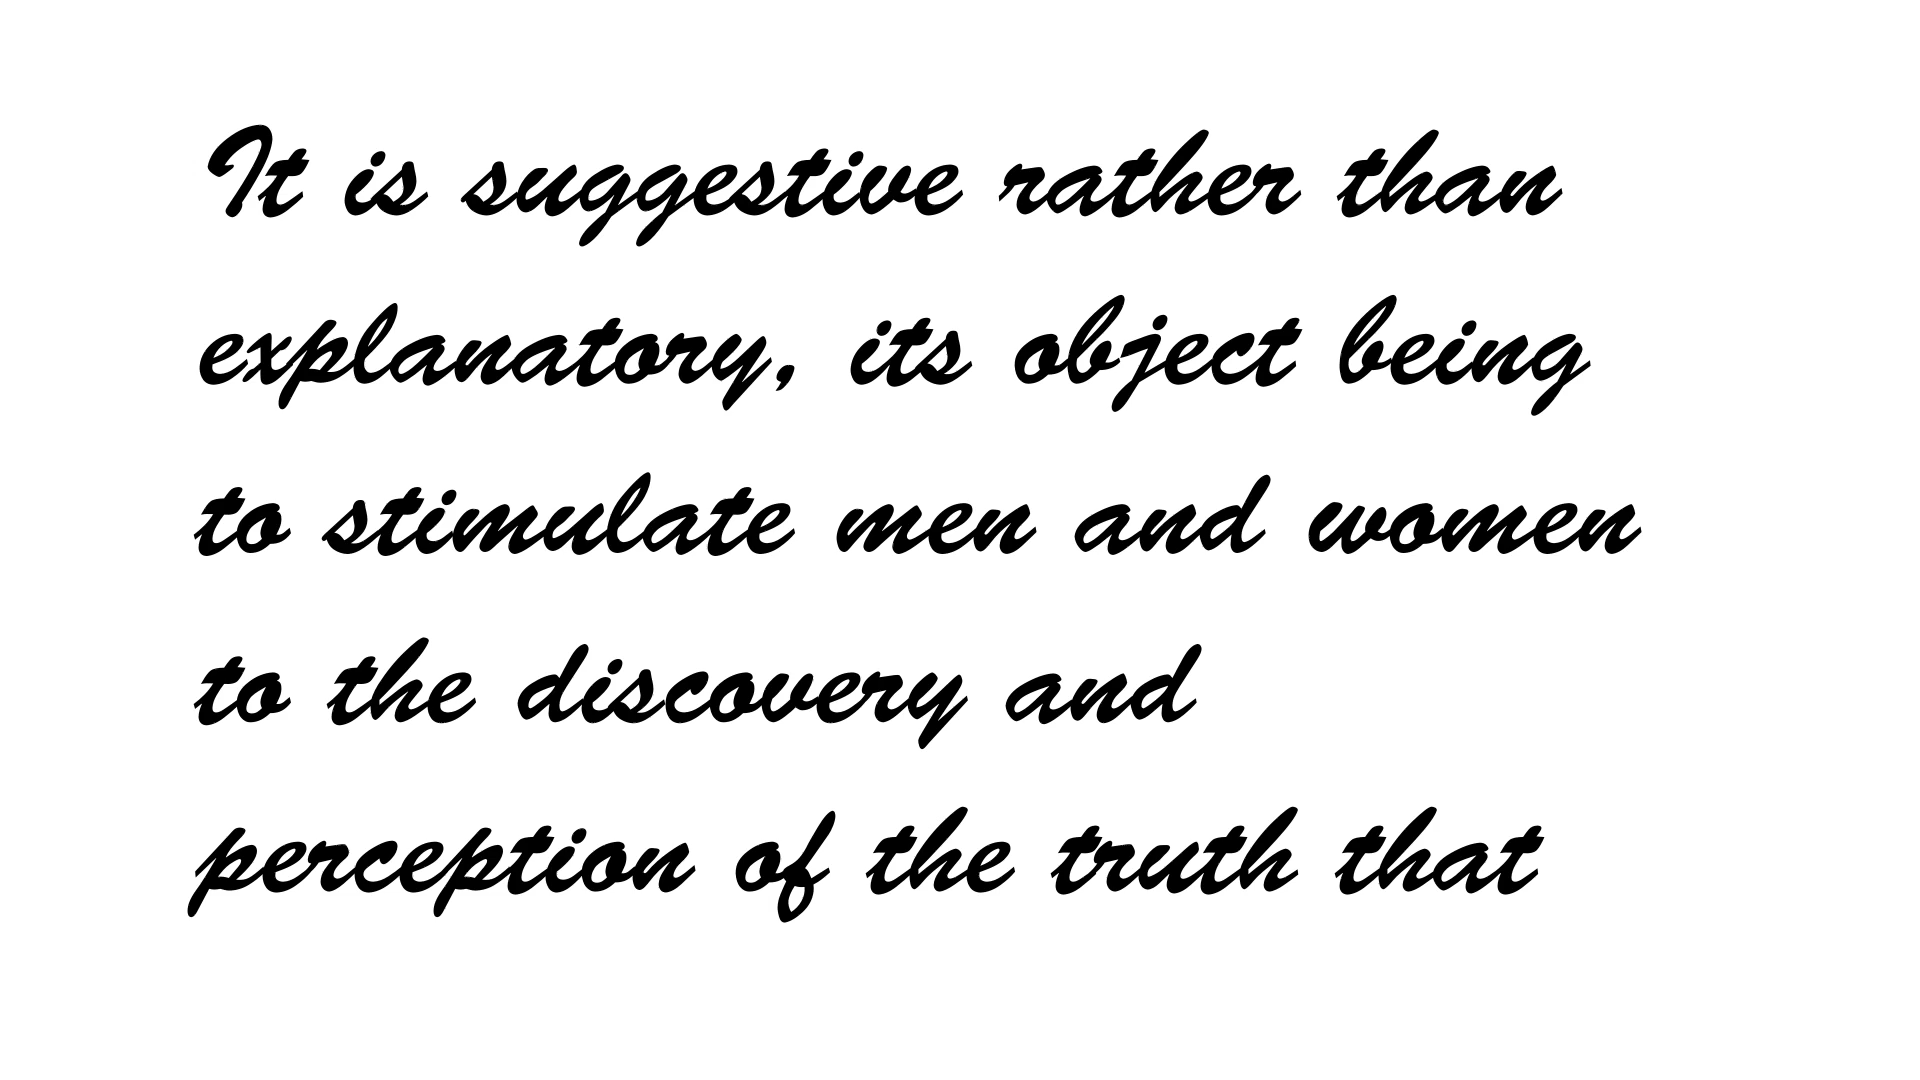 It is suggestive rather than
explanatory, its object being
to stimulate men and women
to the discovery and
perception of the truth that